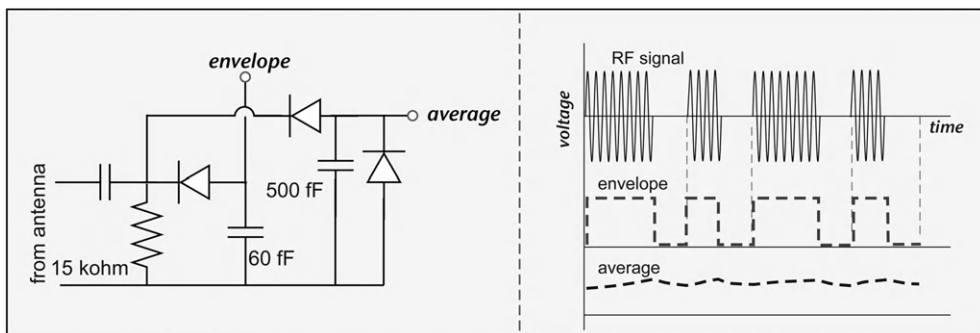 envelope
average
500 fF
from antenna
15 kohm
60 fF
RF signal
voltage
time
envelope
average